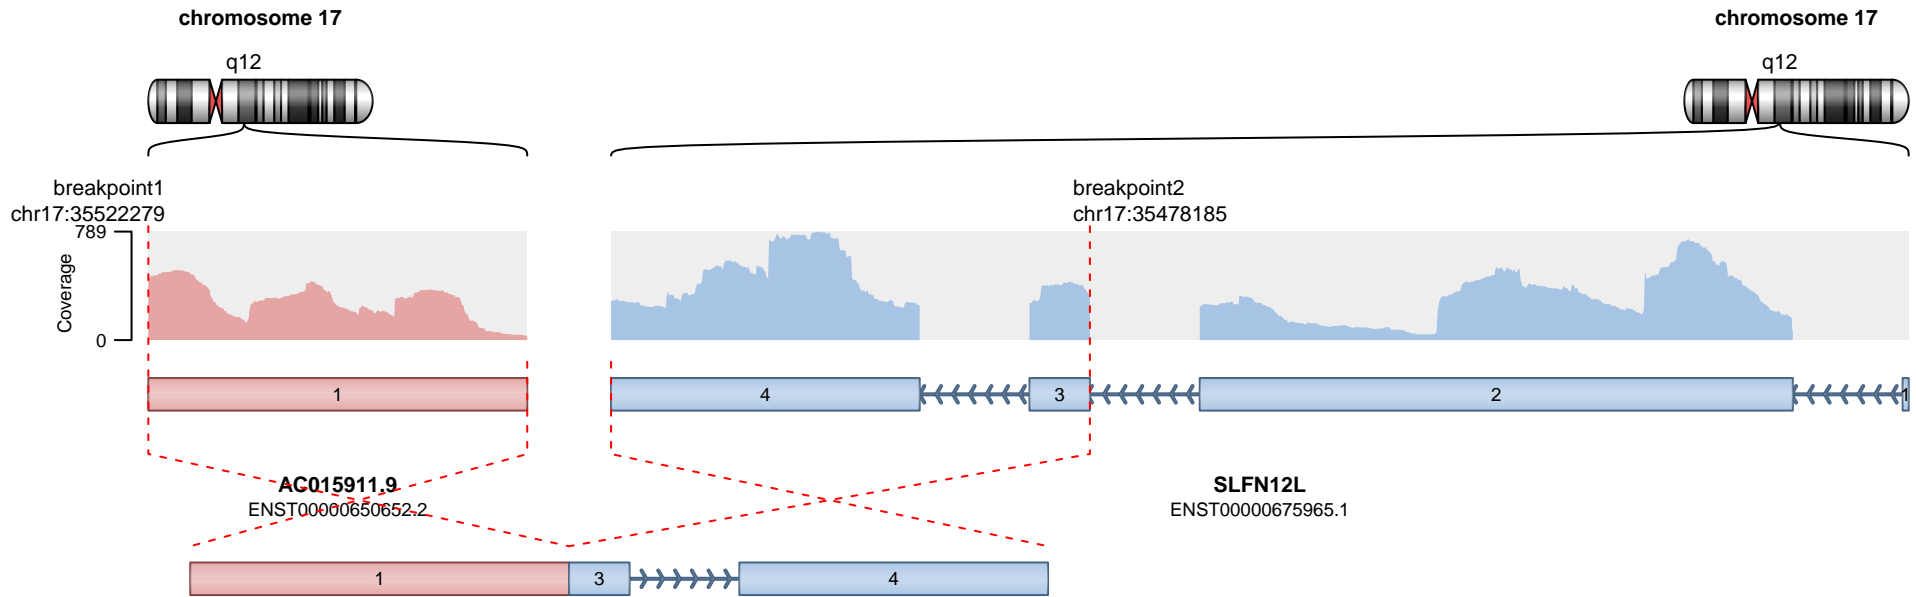 chromosome 17
chromosome 17
q12
q12
breakpoint1
chr17:35522279
breakpoint2
chr17:35478185
789
Coverage
0
1
4
3
2
1
AC015911.9
ENST00000650652.2
SLFN12L
ENST00000675965.1
1
3
4